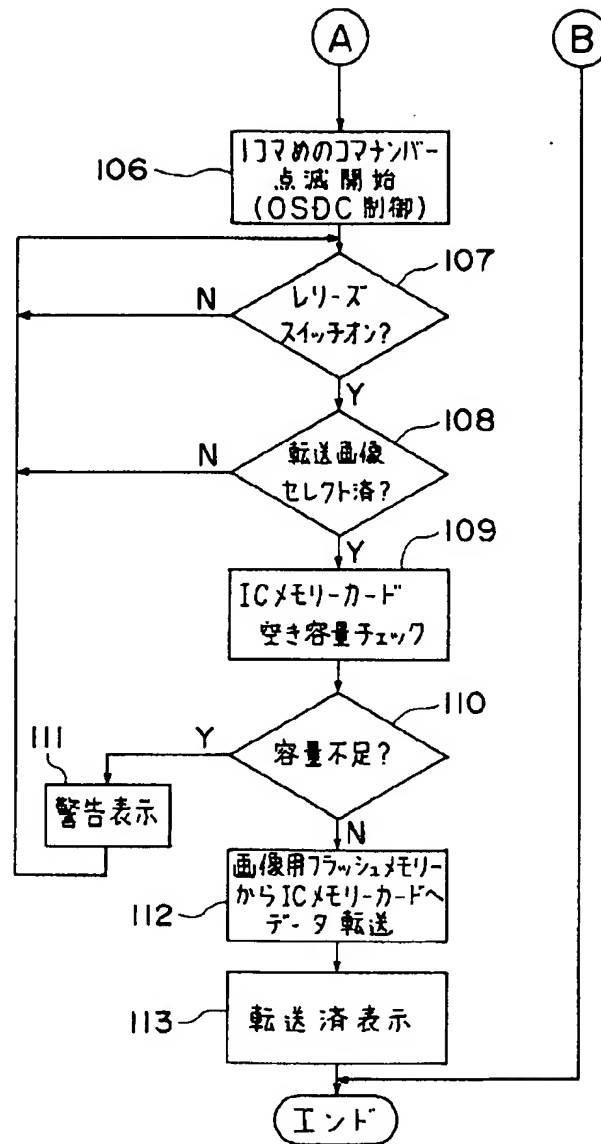 A
B
1コマめのコマナンバー
点滅開始
(OSDC制御)
106
107
N
レリーズ
スイッチオン?
Y
108
N
転送画像
セレクト済?
Y
109
ICメモリーカード
空き容量チェック
110
Y
容量不足?
111
警告表示
N
画像用フラッシュメモリー
からICメモリーカードへ
データ転送
112
113
転送済表示
エンド